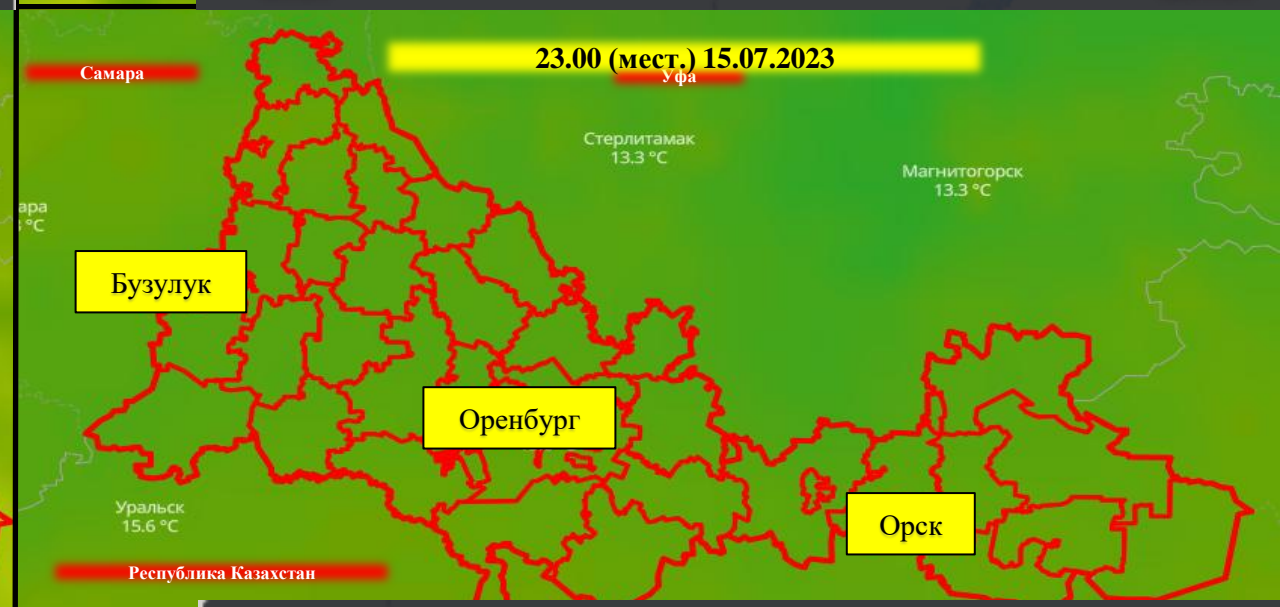 23.00 (мест.) 15.07.2023
Самара
Уфа
Стерлитамак
13.3 °C
Магнитогорск
13.3 °C
ара
°C
Бузулук
Оренбург
Уральск
15.6 °C
Орск
Республика Казахстан